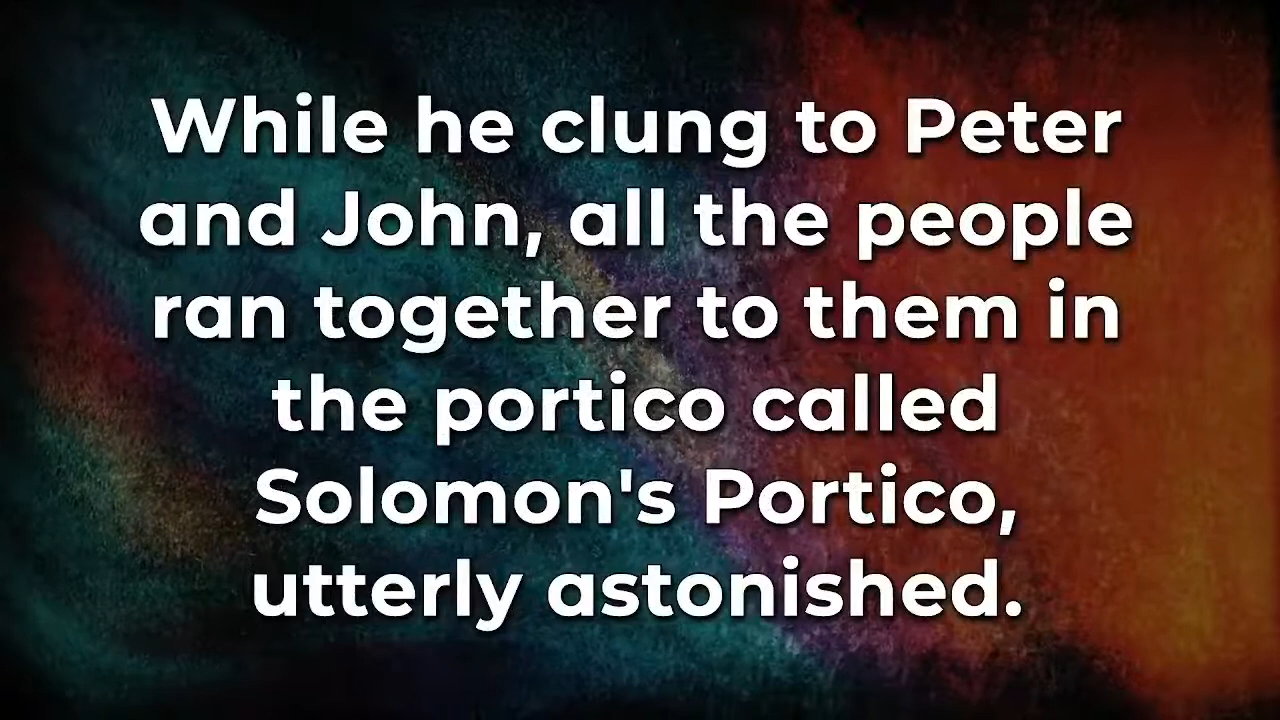 While he clung to Peter
and John, all the people
ran together to them in
the portico called
Solomon's Portico,
utterly astonished.